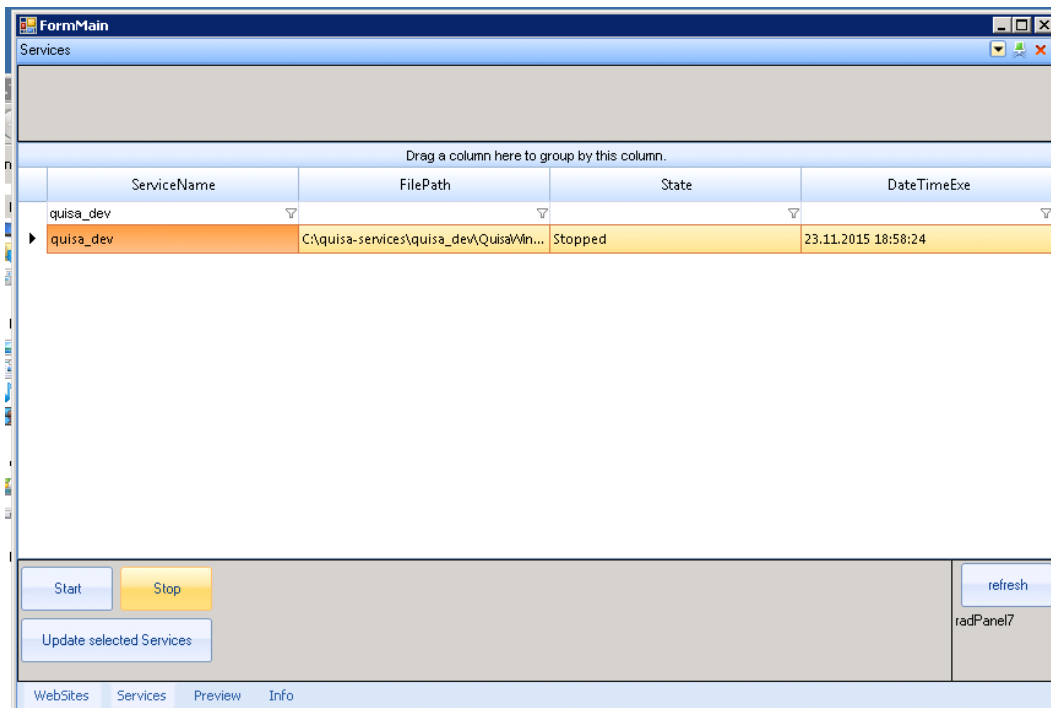 FormMain
Services
Drag a column here to group by this column.
ServiceName FilePath State DateTimeExe
quisa_dev
quisa_dev C:\quisa-services\quisa_dev\QuisaWin... Stopped 23.11.2015 18:58:24
Start Stop refresh
radPanel7
Update selected Services
WebSites Services Preview Info